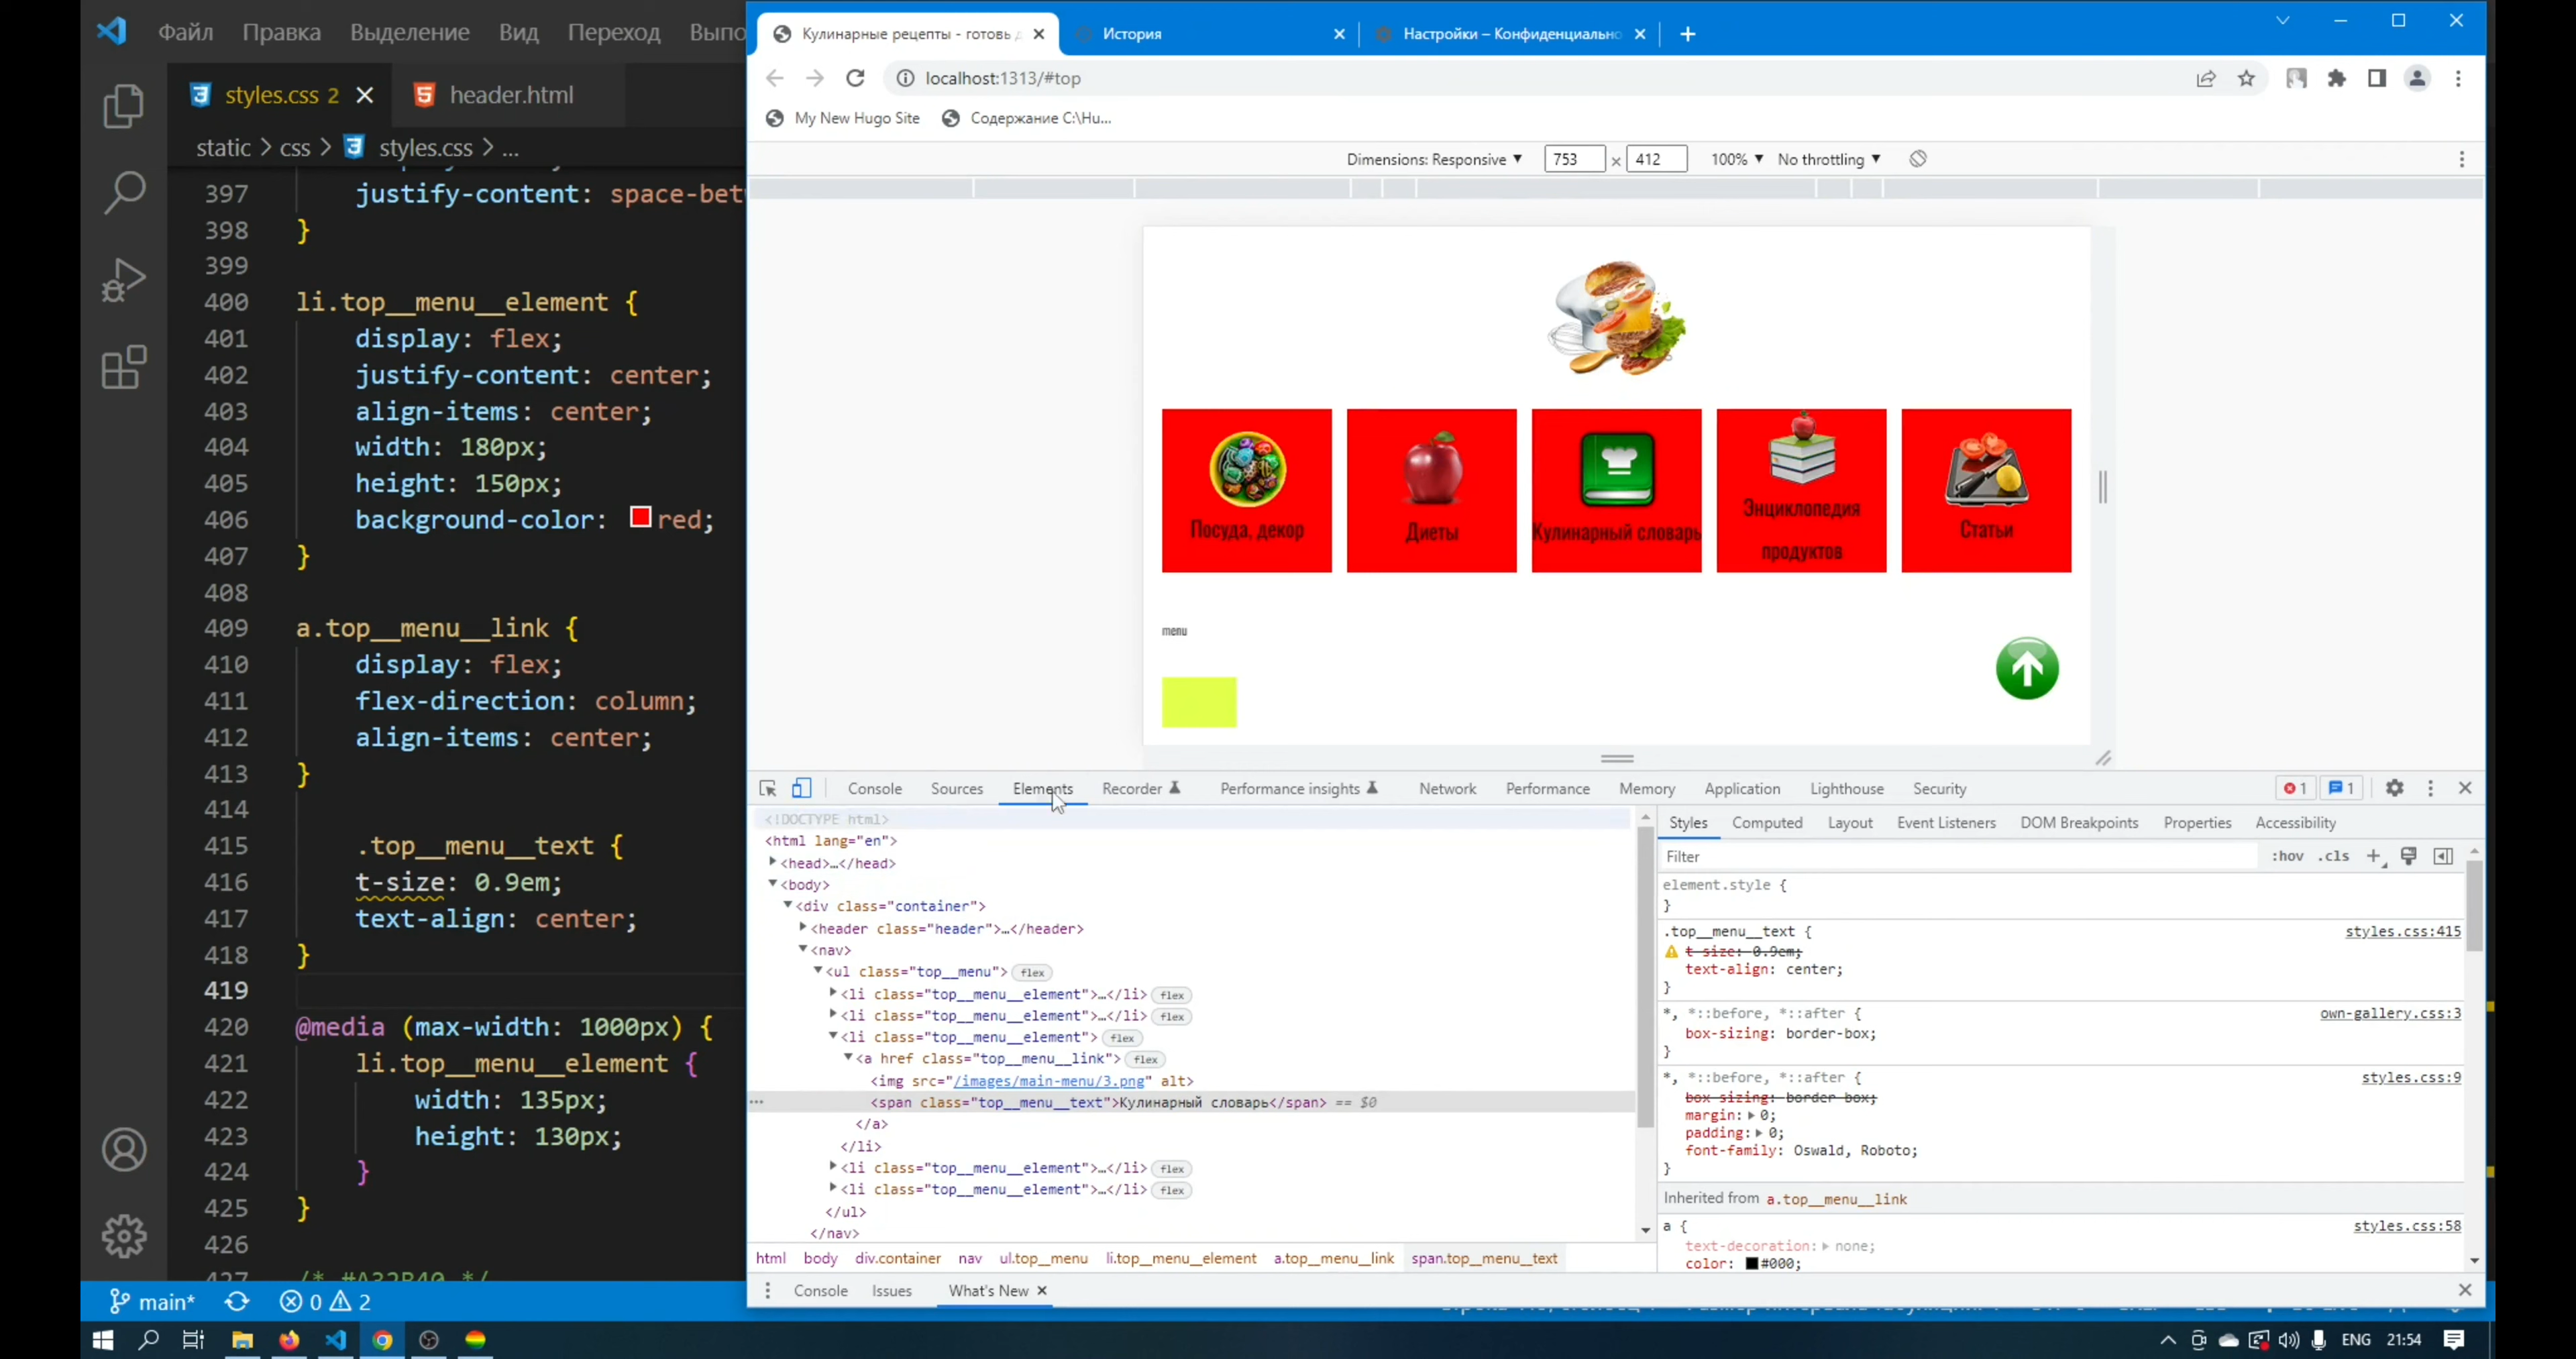 Файл Правка Выделение Вид Переход Выпо
styles.css 2
header.html
static > css > styles.css > ...
397 justify-content: space-bet
398 }
399
400 li.top__menu__element {
401 display: flex;
402 justify-content: center;
403 align-items: center;
404 width: 180px;
405 height: 150px;
406 background-color: red;
407 }
408
409 a.top__menu__link {
410 display: flex;
411 flex-direction: column;
412 align-items: center;
413 }
414
415 .top__menu__text {
416 t-size: 0.9em;
417 text-align: center;
418 }
419
420 @media (max-width: 1000px) {
421 li.top__menu__element {
422 width: 135px;
423 height: 130px;
424 }
425 }
426
427 /* #A32B40 */
main* 0 2
Кулинарные рецепты - готовь д
История
Настройки – Конфиденциально
localhost:1313/#top
My New Hugo Site
Содержание C:\Hu...
Dimensions: Responsive 753 × 412 100% No throttling
Посуда, декор
Диеты
Кулинарный словарь
Энциклопедия
продуктов
Статьи
menu
Console Sources Elements Recorder Performance insights Network Performance Memory Application Lighthouse Security 1 1
<!DOCTYPE html>
<html lang="en">
<head>…</head>
<body>
<div class="container">
<header class="header">…</header>
<nav>
<ul class="top__menu"> flex
<li class="top__menu__element">…</li> flex
<li class="top__menu__element">…</li> flex
<li class="top__menu__element"> flex
<a href class="top__menu__link"> flex
<img src="/images/main-menu/3.png" alt>
<span class="top__menu__text">Кулинарный словарь</span> == $0
</a>
</li>
<li class="top__menu__element">…</li> flex
<li class="top__menu__element">…</li> flex
</ul>
</nav>
html body div.container nav ul.top__menu li.top__menu__element a.top__menu__link span.top__menu__text
Styles Computed Layout Event Listeners DOM Breakpoints Properties Accessibility
Filter :hov .cls +
element.style {
}
.top__menu__text { styles.css:415
t-size: 0.9em;
text-align: center;
}
*, *::before, *::after { own-gallery.css:3
box-sizing: border-box;
}
*, *::before, *::after { styles.css:9
box-sizing: border-box;
margin: 0;
padding: 0;
font-family: Oswald, Roboto;
}
Inherited from a.top__menu__link
a { styles.css:58
text-decoration: none;
color: #000;
Console Issues What's New
ENG 21:54